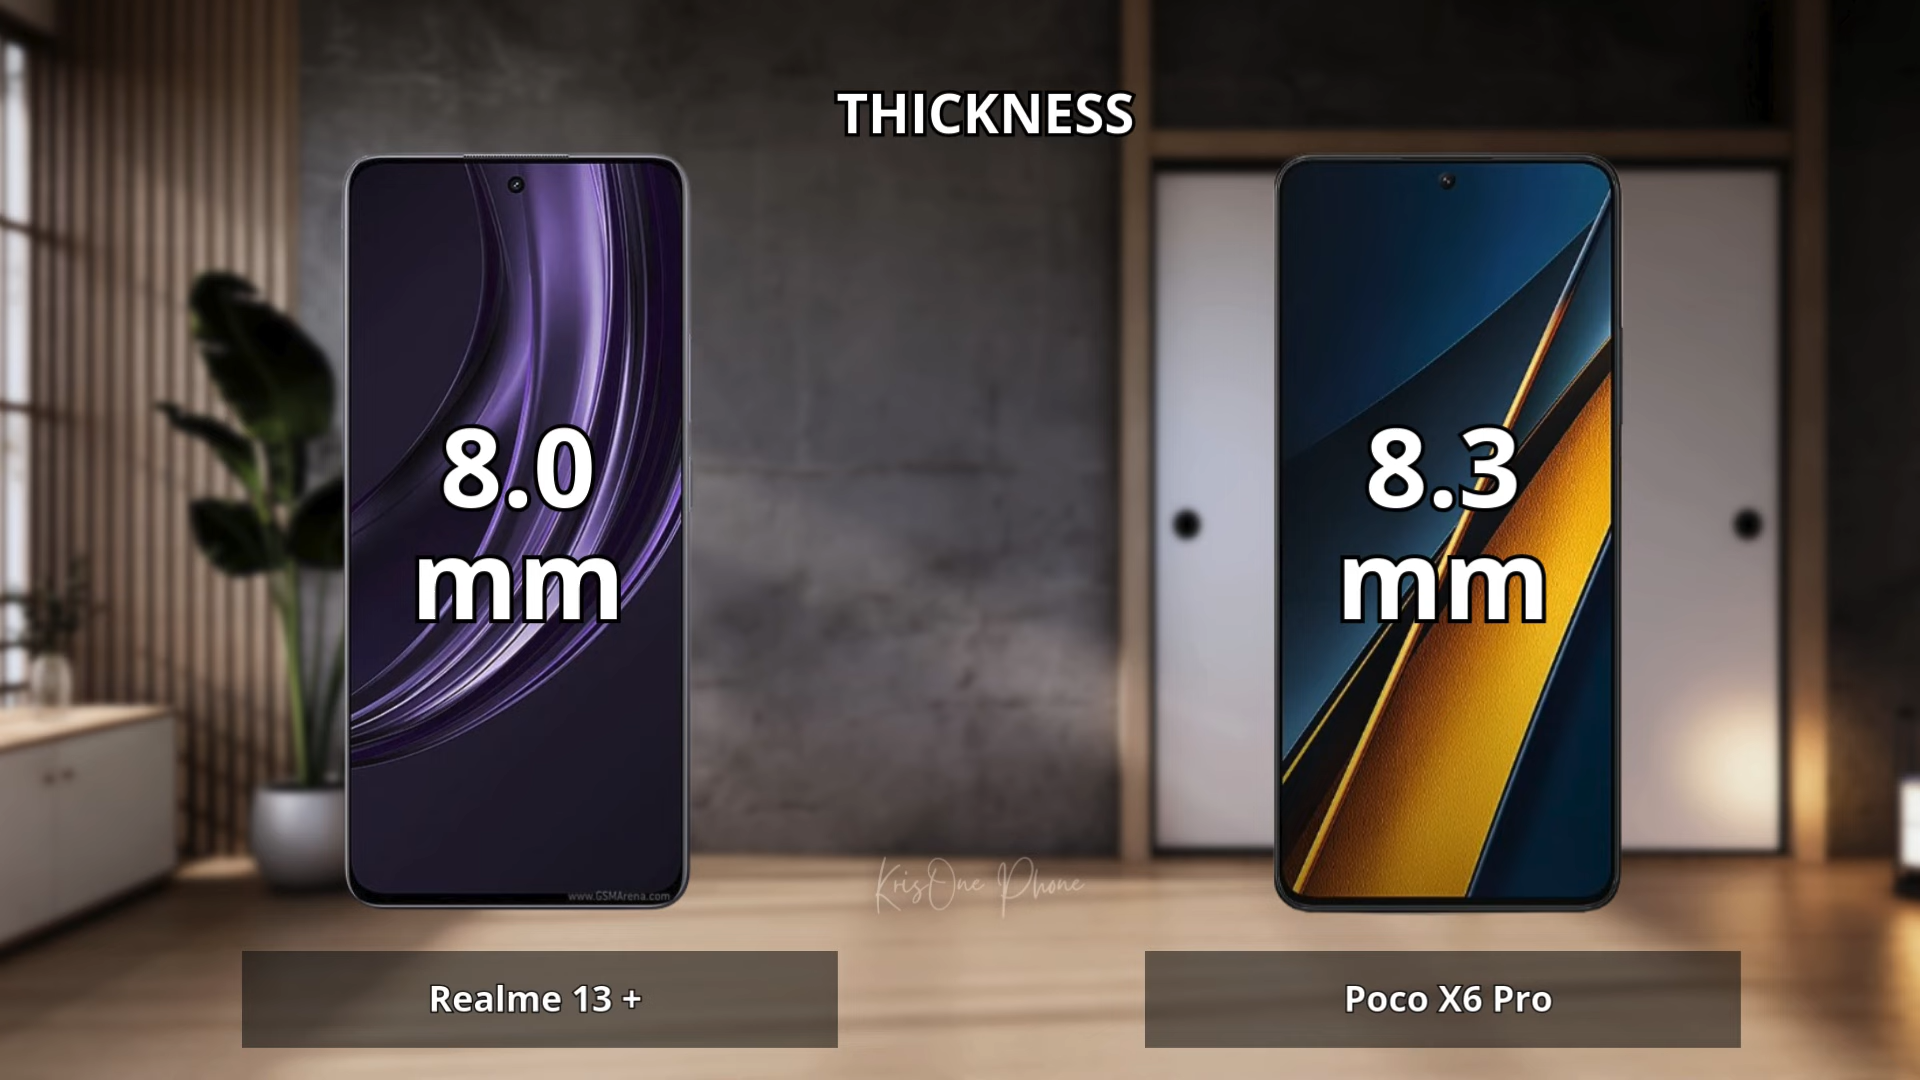 THICKNESS
8.0
mm
8.3
mm
www.GSMArena.com
KrisOne Phone
Realme 13 +
Poco X6 Pro